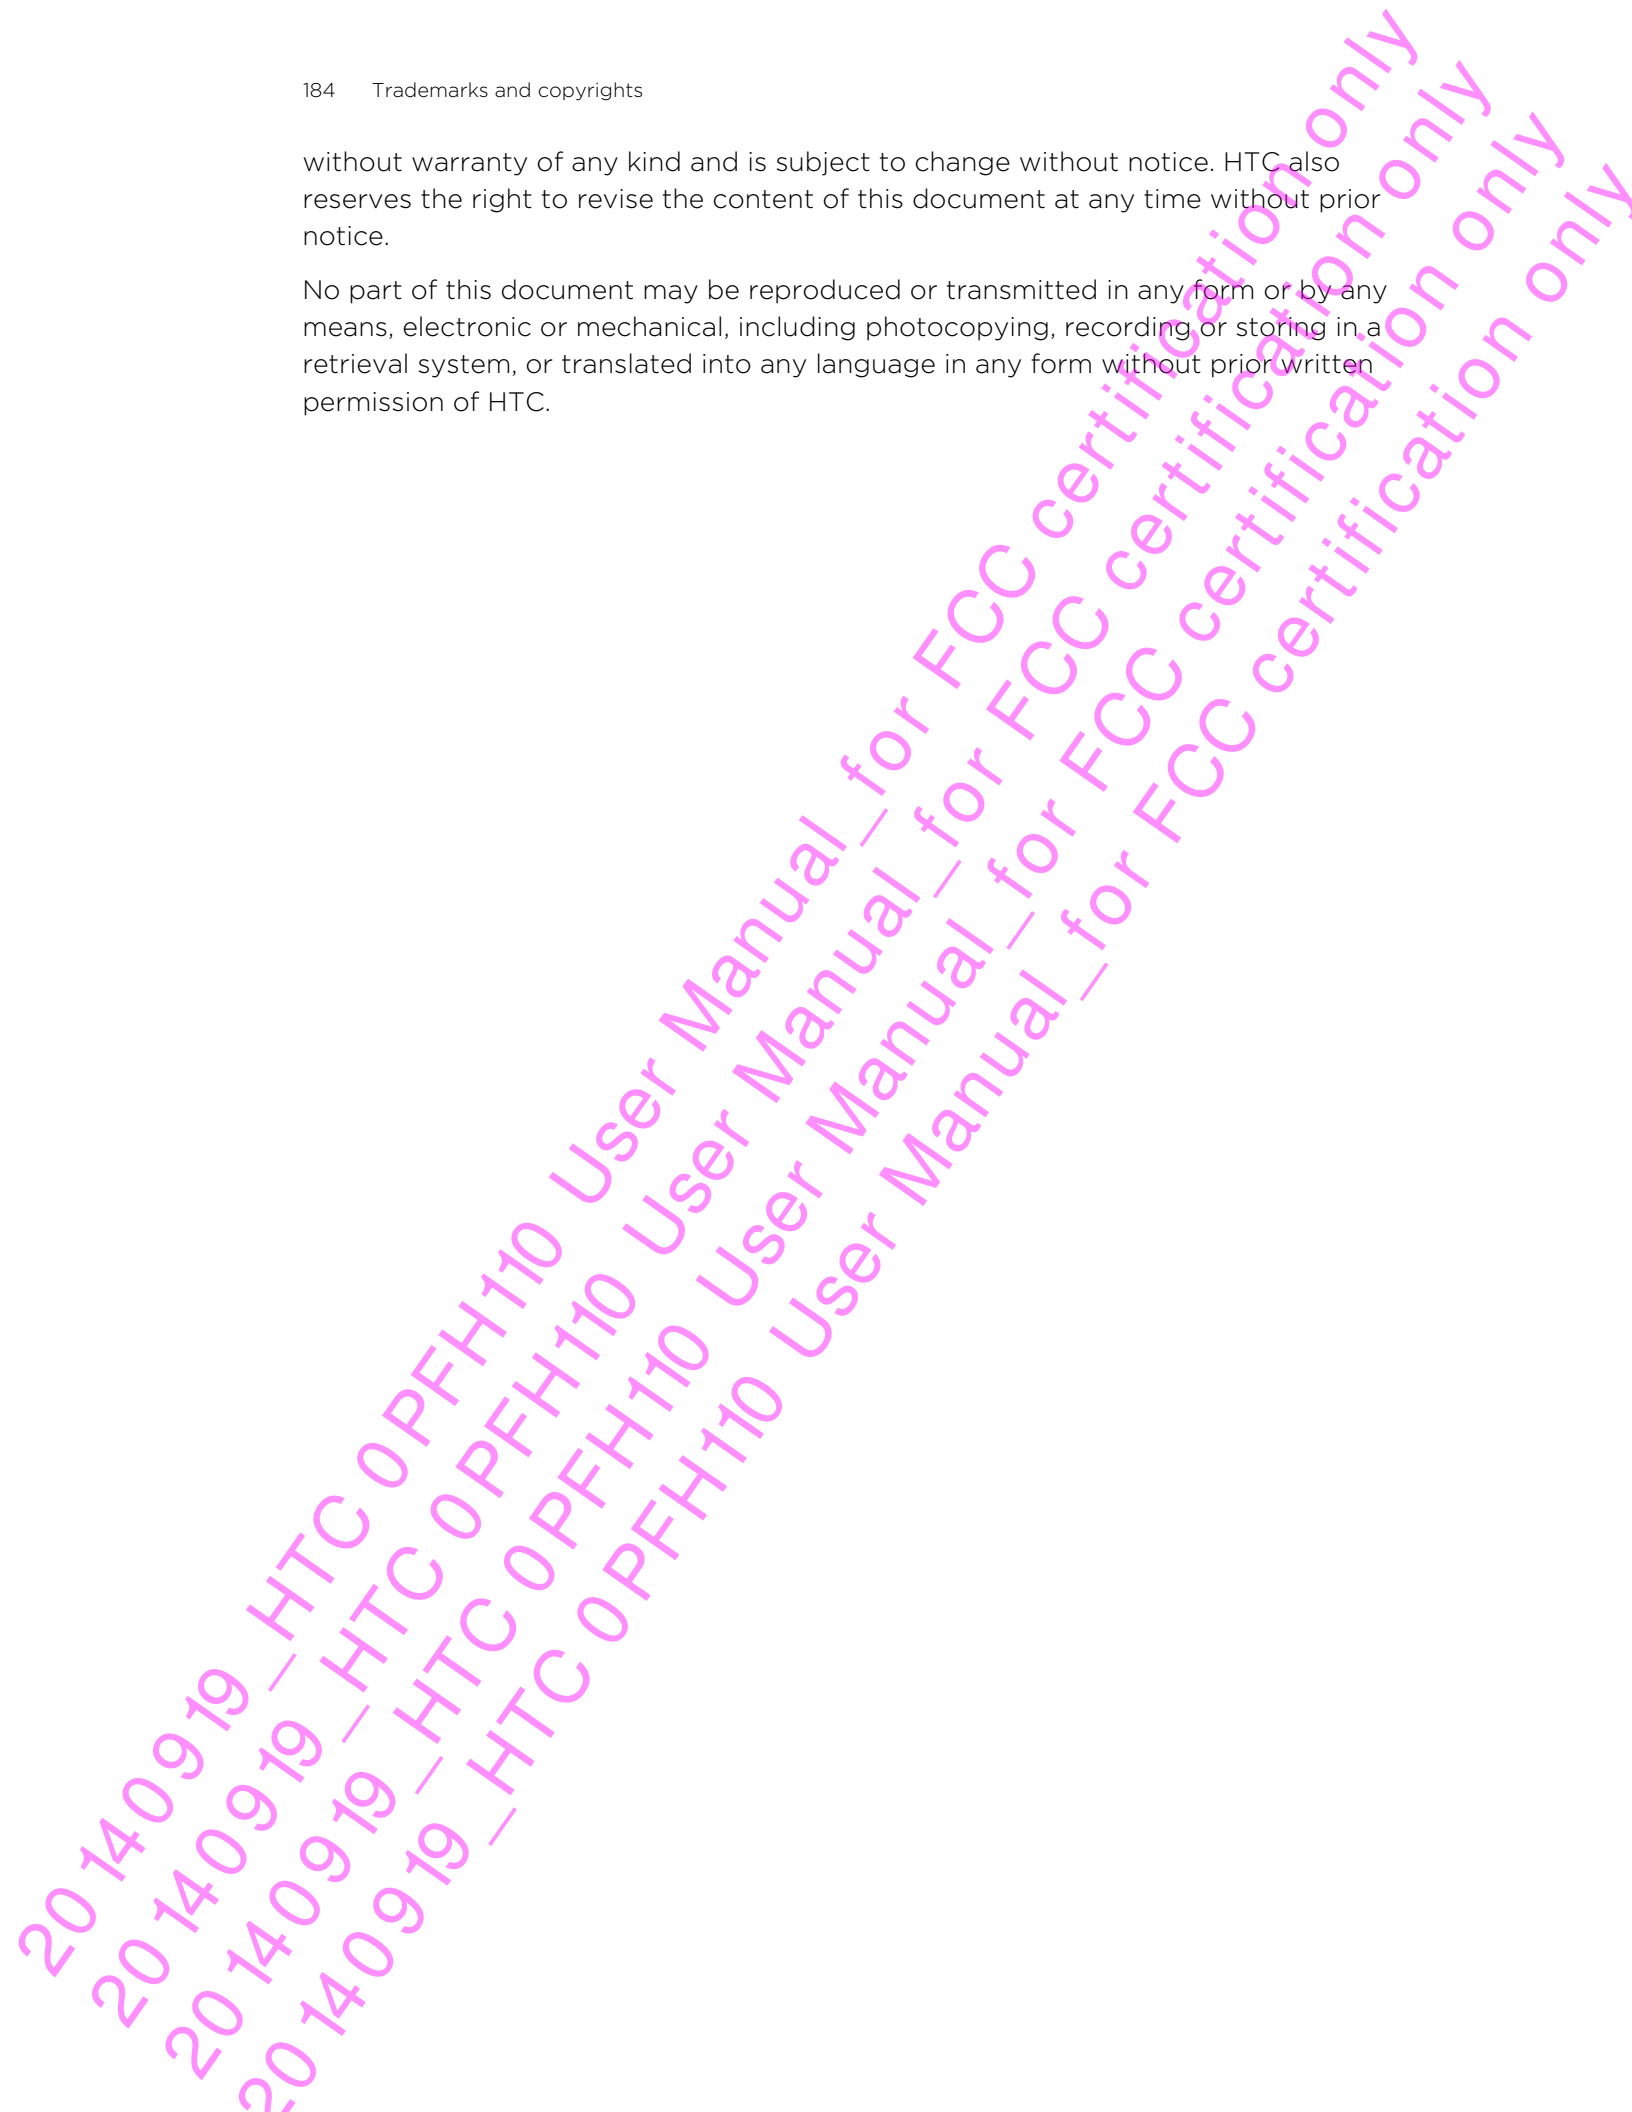 184 Trademarks and copyrights
without warranty of any kind and is subject to change without notice. HTC also
reserves the right to revise the content of this document at any time without prior
notice.
No part of this document may be reproduced or transmitted in any form or by any
means, electronic or mechanical, including photocopying, recording or storing in a
retrieval system, or translated into any language in any form without prior written
permission of HTC.
20140919_HTC 0PFH110 User Manual_for FCC certification only
20140919_HTC 0PFH110 User Manual_for FCC certification only
20140919_HTC 0PFH110 User Manual_for FCC certification only
20140919_HTC 0PFH110 User Manual_for FCC certification only